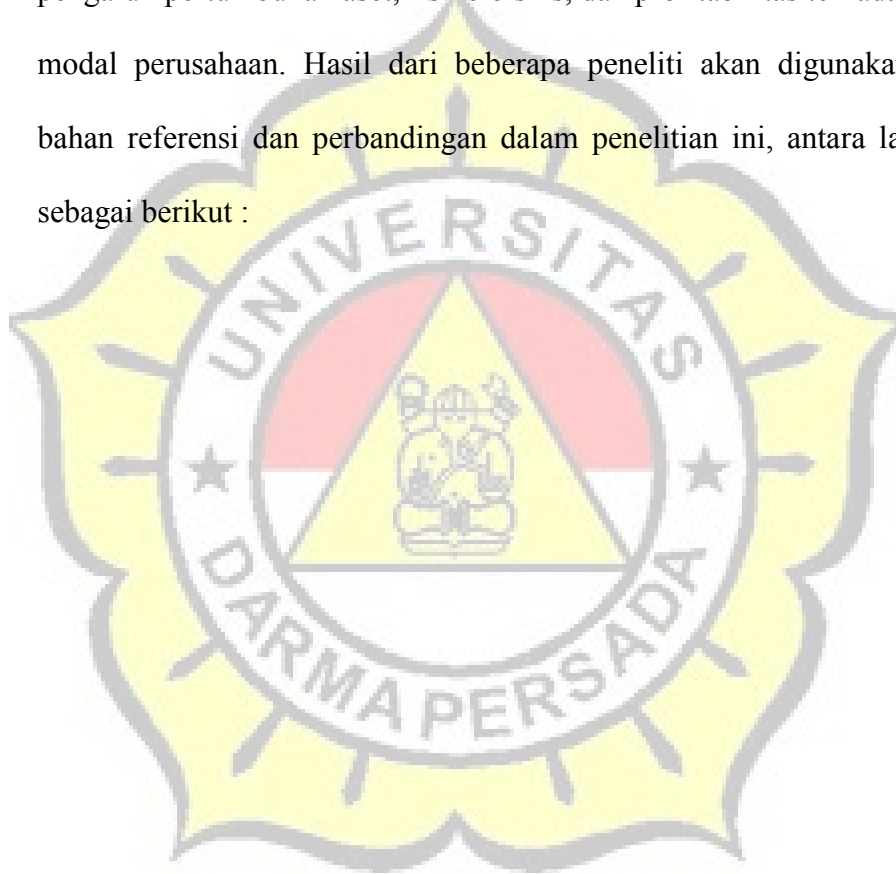 modal perusahaan. Hasil dari beberapa peneliti akan digunaka
bahan referensi dan perbandingan dalam penelitian ini, antara la
sebagai berikut :
UNIVERSITAS
DARMA PERSADA